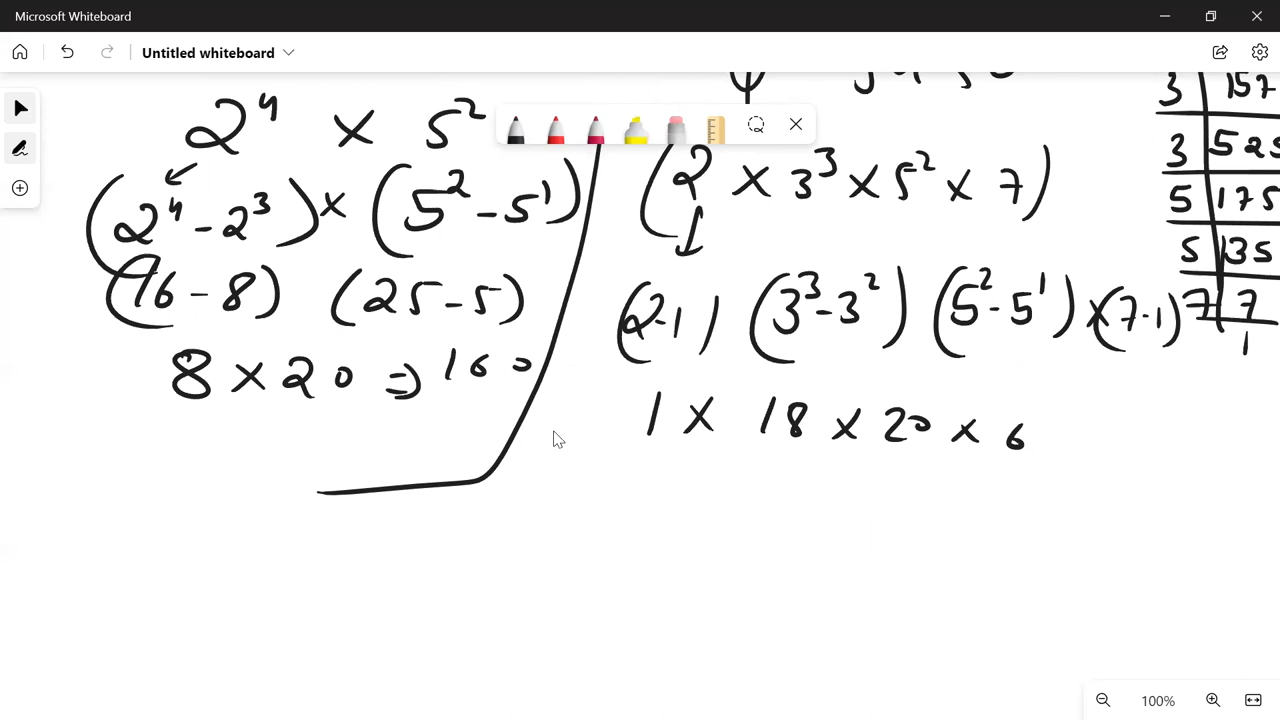 Microsoft Whiteboard
Untitled whiteboard
2⁴ × 5²
(2⁴ - 2³) × (5² - 5¹)
(16 - 8) (25 - 5)
8 × 20 ⇒ 160
(2 × 3³ × 5² × 7)
(2-1) (3³ - 3²) (5² - 5¹) × (7-1)
1 × 18 × 20 × 6
3 157
3 525
5 175
5 135
7 7
1
100%